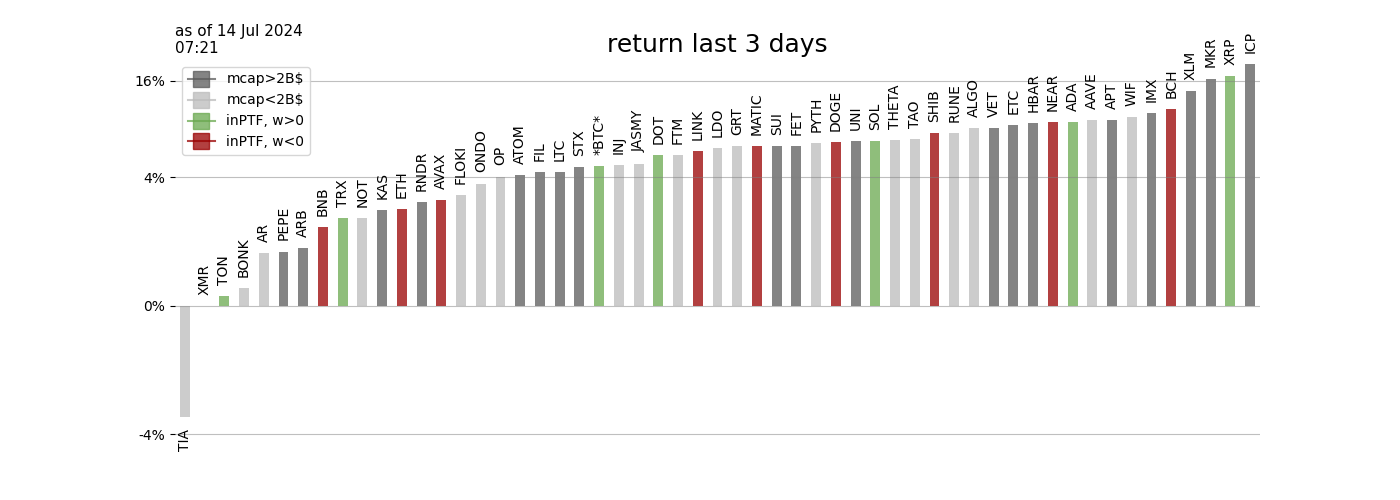 as of 14 Jul 2024
07:21
return last 3 days
mcap>2B$
mcap<2B$
inPTF, w>0
inPTF, w<0
16%
4%
0%
-4%
TIA
XMR
TON
BONK
AR
PEPE
ARB
BNB
TRX
NOT
KAS
ETH
RNDR
AVAX
FLOKI
ONDO
OP
ATOM
FIL
LTC
STX
*BTC*
INJ
JASMY
DOT
FTM
LINK
LDO
GRT
MATIC
SUI
FET
PYTH
DOGE
UNI
SOL
THETA
TAO
SHIB
RUNE
ALGO
VET
ETC
HBAR
NEAR
ADA
AAVE
APT
WIF
IMX
BCH
XLM
MKR
XRP
ICP